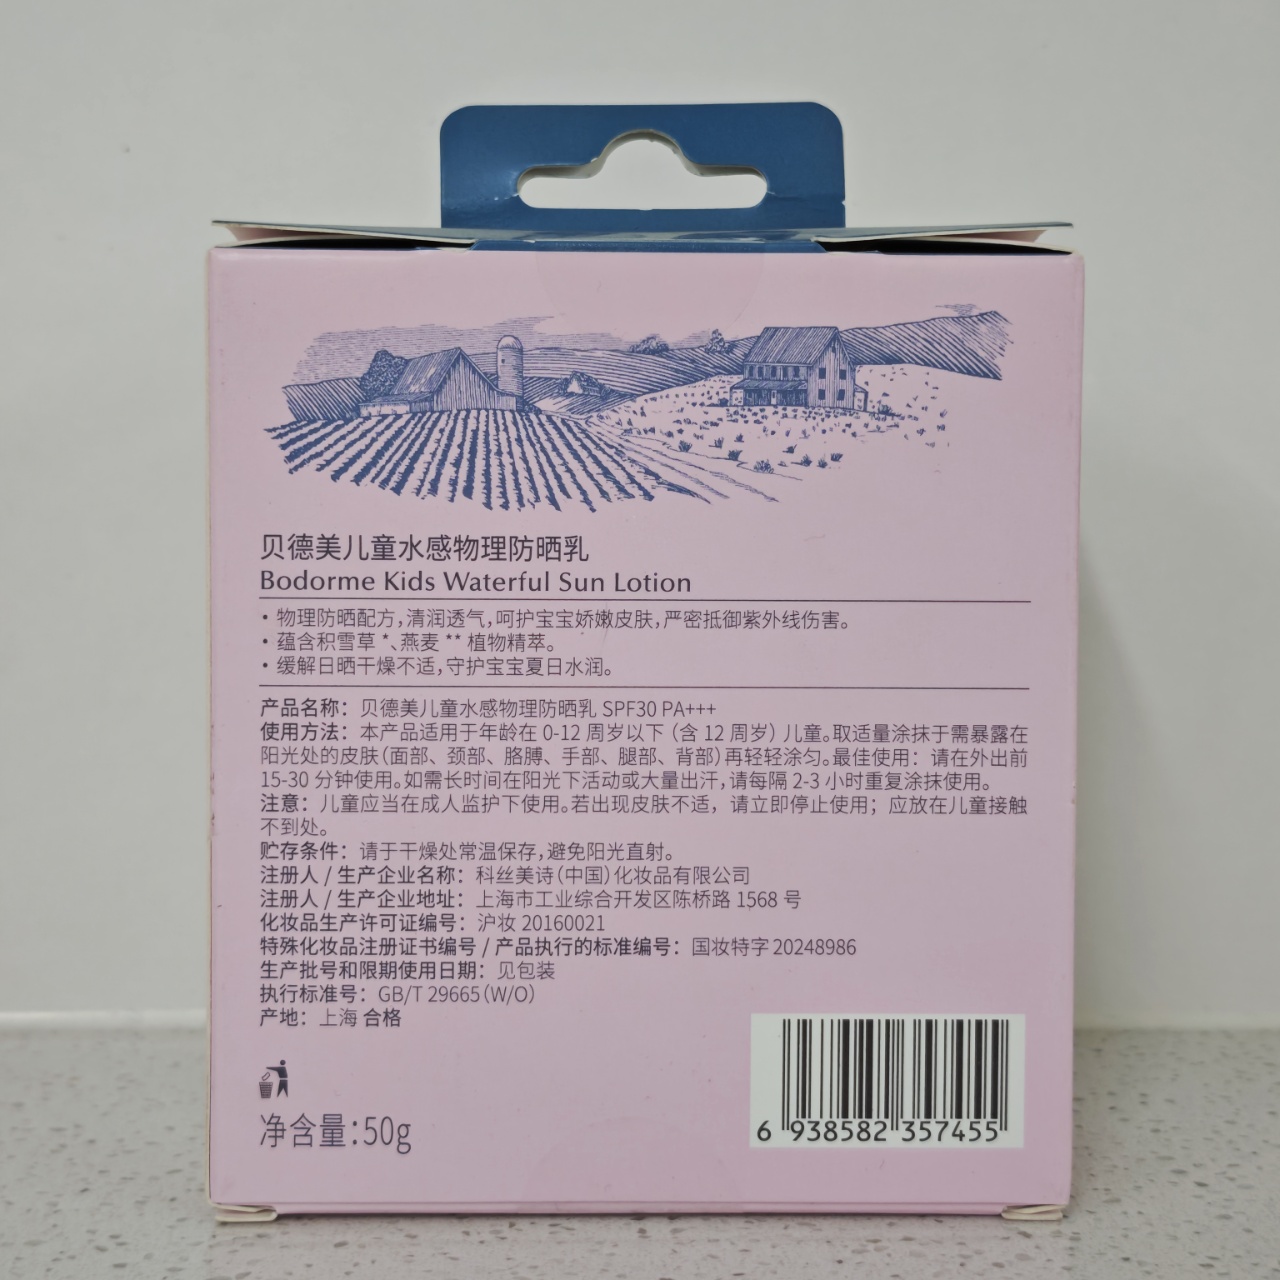 贝德美儿童水感物理防晒乳
Bodorme Kids Waterful Sun Lotion
·物理防晒配方,清润透气,呵护宝宝娇嫩皮肤,严密抵御紫外线伤害。
·蕴含积雪草 *、燕麦 ** 植物精萃。
·缓解日晒干燥不适,守护宝宝夏日水润。
产品名称：贝德美儿童水感物理防晒乳 SPF30 PA+++
使用方法：本产品适用于年龄在 0-12 周岁以下（含 12 周岁）儿童。取适量涂抹于需暴露在
阳光处的皮肤(面部、颈部、胳膊、手部、腿部、背部)再轻轻涂匀。最佳使用：请在外出前
15-30 分钟使用。如需长时间在阳光下活动或大量出汗,请每隔 2-3 小时重复涂抹使用。
注意：儿童应当在成人监护下使用。若出现皮肤不适，请立即停止使用；应放在儿童接触
不到处。
贮存条件：请于干燥处常温保存,避免阳光直射。
注册人 / 生产企业名称：科丝美诗(中国)化妆品有限公司
注册人 / 生产企业地址：上海市工业综合开发区陈桥路 1568 号
化妆品生产许可证编号：沪妆 20160021
特殊化妆品注册证书编号 / 产品执行的标准编号：国妆特字 20248986
生产批号和限期使用日期：见包装
执行标准号：GB/T 29665(W/O)
产地：上海 合格
净含量:50g
6 938582 357455